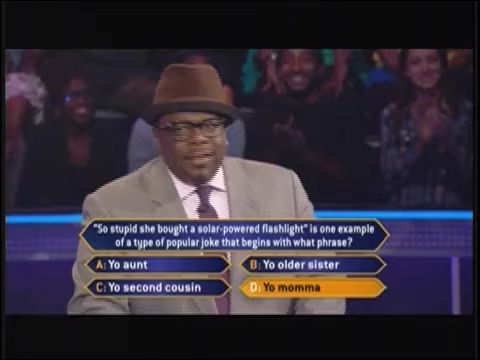 "So stupid she bought a solar-powered flashlight" is one example
of a type of popular joke that begins with what phrase?
A: Yo aunt
B: Yo older sister
C: Yo second cousin
D: Yo momma